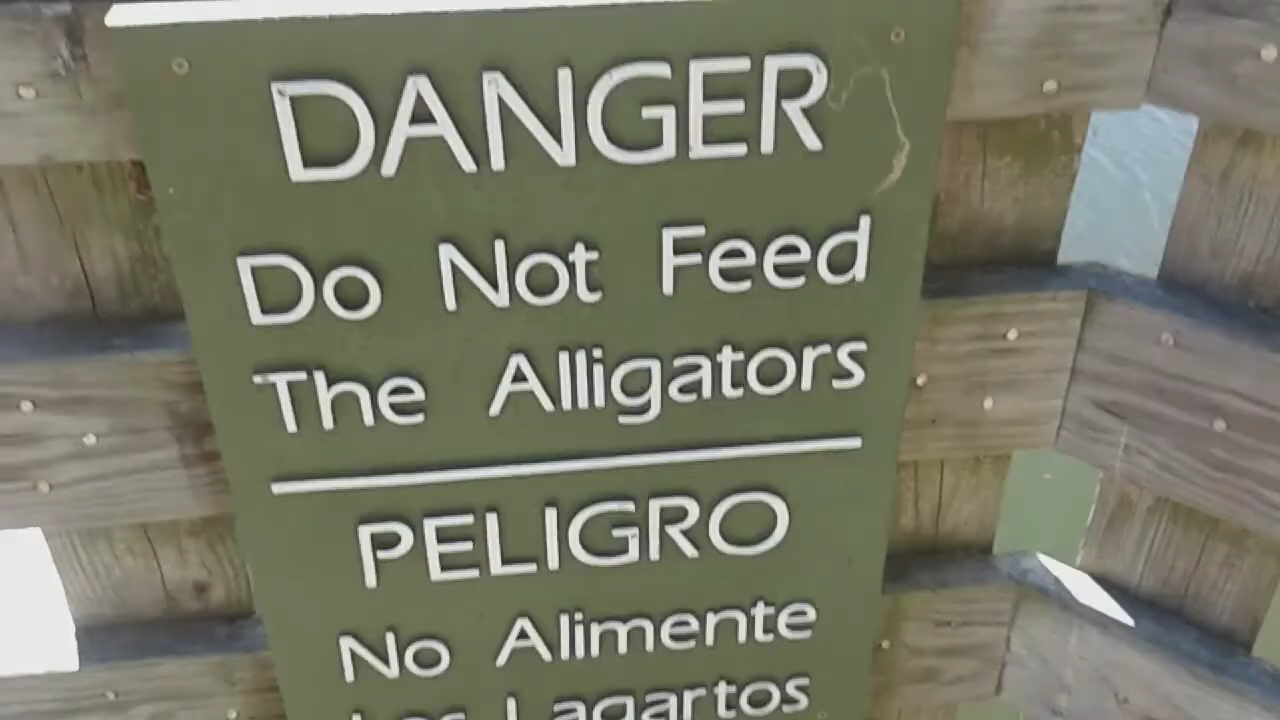 DANGER
Do Not Feed
The Alligators
PELIGRO
No Alimente
Los Lagartos